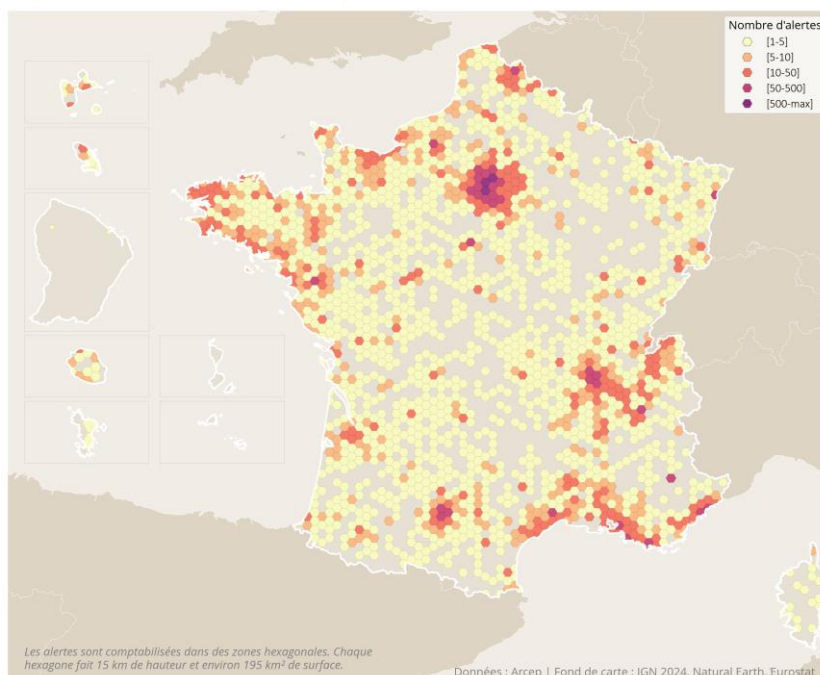 Nombre d'alertes
[1-5]
[5-10]
[10-50]
[50-500]
[500-max]
Les alertes sont comptabilisées dans des zones hexagonales. Chaque
hexagone fait 15 km de hauteur et environ 195 km² de surface.
Données : Arcep | Fond de carte : IGN 2024, Natural Earth, Eurostat